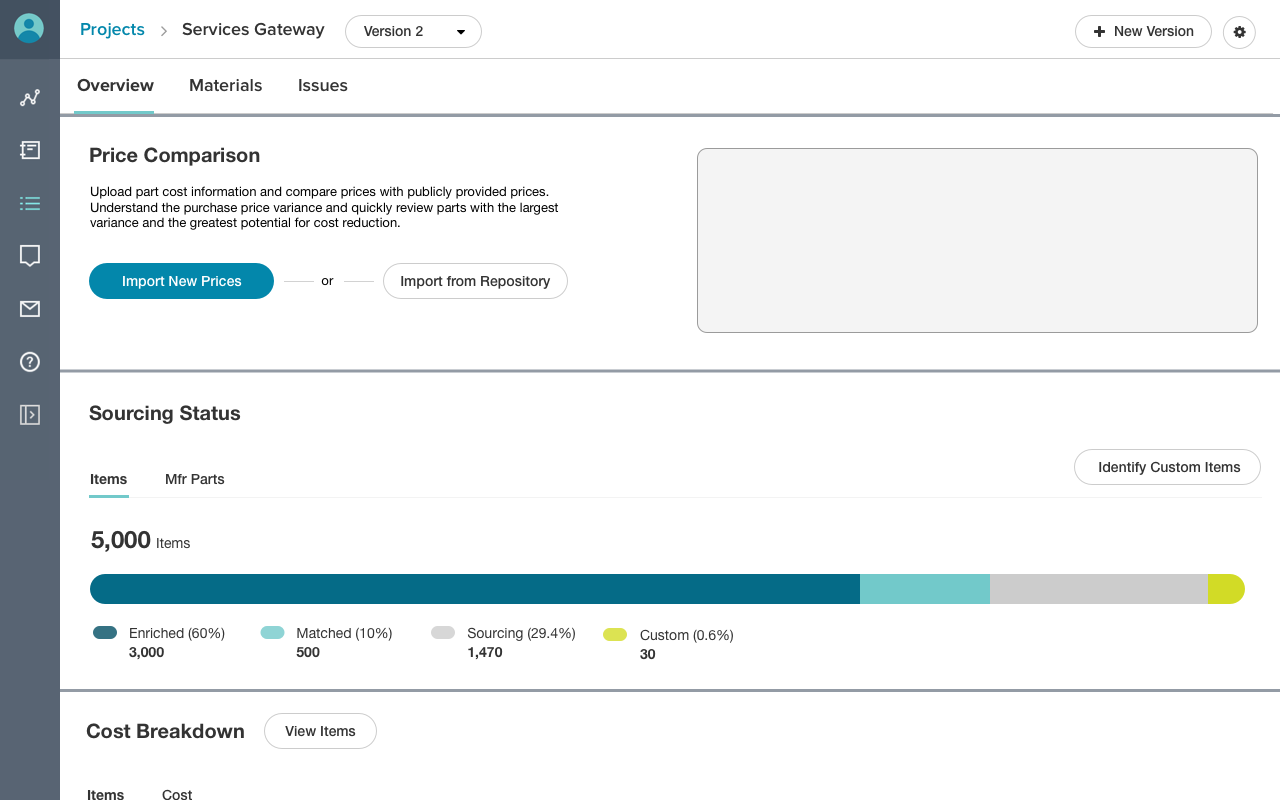 Projects > Services Gateway Version 2 + New Version
Overview Materials Issues
Price Comparison
Upload part cost information and compare prices with publicly provided prices.
Understand the purchase price variance and quickly review parts with the largest
variance and the greatest potential for cost reduction.
Import New Prices or Import from Repository
Sourcing Status
Items Mfr Parts Identify Custom Items
5,000 Items
Enriched (60%) Matched (10%) Sourcing (29.4%) Custom (0.6%)
3,000 500 1,470 30
Cost Breakdown View Items
Items Cost